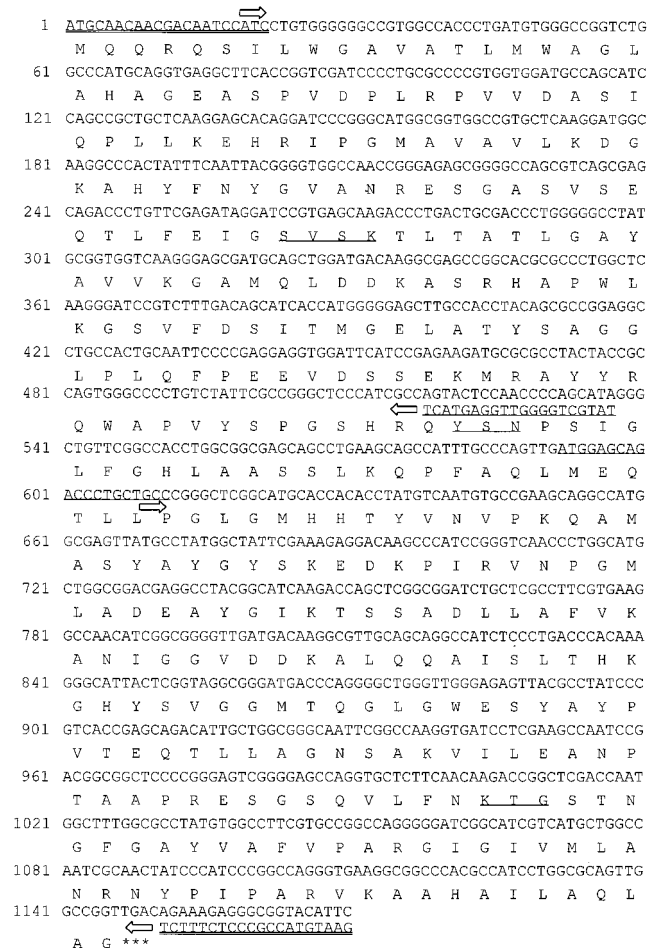 1 ATGCAACAACGACAATCCATCCTGTGGGGGGCCGTGGCCACCCTGATGTGGGCCGGTCTG
M Q Q R Q S I L W G A V A T L M W A G L
61 GCCCATGCAGGTGAGGCTTCACCGGTCGATCCCCTGCGCCCCGTGGTGGATGCCAGCATC
A H A G E A S P V D P L R P V V D A S I
121 CAGCCGCTGCTCAAGGAGCACAGGATCCCGGGCATGGCGGTGGCCGTGCTCAAGGATGGC
Q P L L K E H R I P G M A V A V L K D G
181 AAGGCCCACTATTTCAATTACGGGGTGGCCAACCGGGAGAGCGGGGCCAGCGTCAGCGAG
K A H Y F N Y G V A N R E S G A S V S E
241 CAGACCCTGTTCGAGATAGGATCCGTGAGCAAGACCCTGACTGCGACCCTGGGGGCCTAT
Q T L F E I G S V S K T L T A T L G A Y
301 GCGGTGGTCAAGGGAGCGATGCAGCTGGATGACAAGGCGAGCCGGCACGCGCCCTGGCTC
A V V K G A M Q L D D K A S R H A P W L
361 AAGGGATCCGTCTTTGACAGCATCACCATGGGGGAGCTTGCCACCTACAGCGCCGGAGGC
K G S V F D S I T M G E L A T Y S A G G
421 CTGCCACTGCAATTCCCCGAGGAGGTGGATTCATCCGAGAAGATGCGCGCCTACTACCGC
L P L Q F P E E V D S S E K M R A Y Y R
481 CAGTGGGCCCCTGTCTATTCGCCGGGCTCCCATCGCCAGTACTCCAACCCCAGCATAGGG
TCATGAGGTTGGGGTCGTAT
Q W A P V Y S P G S H R Q Y S N P S I G
541 CTGTTCGGCCACCTGGCGGCGAGCAGCCTGAAGCAGCCATTTGCCCAGTTGATGGAGCAG
L F G H L A A S S L K Q P F A Q L M E Q
601 ACCCTGCTGCCCGGGCTCGGCATGCACCACACCTATGTCAATGTGCCGAAGCAGGCCATG
T L L P G L G M H H T Y V N V P K Q A M
661 GCGAGTTATGCCTATGGCTATTCGAAAGAGGACAAGCCCATCCGGGTCAACCCTGGCATG
A S Y A Y G Y S K E D K P I R V N P G M
721 CTGGCGGACGAGGCCTACGGCATCAAGACCAGCTCGGCGGATCTGCTCGCCTTCGTGAAG
L A D E A Y G I K T S S A D L L A F V K
781 GCCAACATCGGCGGGGTTGATGACAAGGCGTTGCAGCAGGCCATCTCCCTGACCCACAAA
A N I G G V D D K A L Q Q A I S L T H K
841 GGGCATTACTCGGTAGGCGGGATGACCCAGGGGCTGGGTTGGGAGAGTTACGCCTATCCC
G H Y S V G G M T Q G L G W E S Y A Y P
901 GTCACCGAGCAGACATTGCTGGCGGGCAATTCGGCCAAGGTGATCCTCGAAGCCAATCCG
V T E Q T L L A G N S A K V I L E A N P
961 ACGGCGGCTCCCCGGGAGTCGGGGAGCCAGGTGCTCTTCAACAAGACCGGCTCGACCAAT
T A A P R E S G S Q V L F N K T G S T N
1021 GGCTTTGGCGCCTATGTGGCCTTCGTGCCGGCCAGGGGGATCGGCATCGTCATGCTGGCC
G F G A Y V A F V P A R G I G I V M L A
1081 AATCGCAACTATCCCATCCCGGCCAGGGTGAAGGCGGCCCACGCCATCCTGGCGCAGTTG
N R N Y P I P A R V K A A H A I L A Q L
1141 GCCGGTTGACAGAAAGAGGGCGGTACATTC
TCTTTCTCCCGCCATGTAAG
A G ***